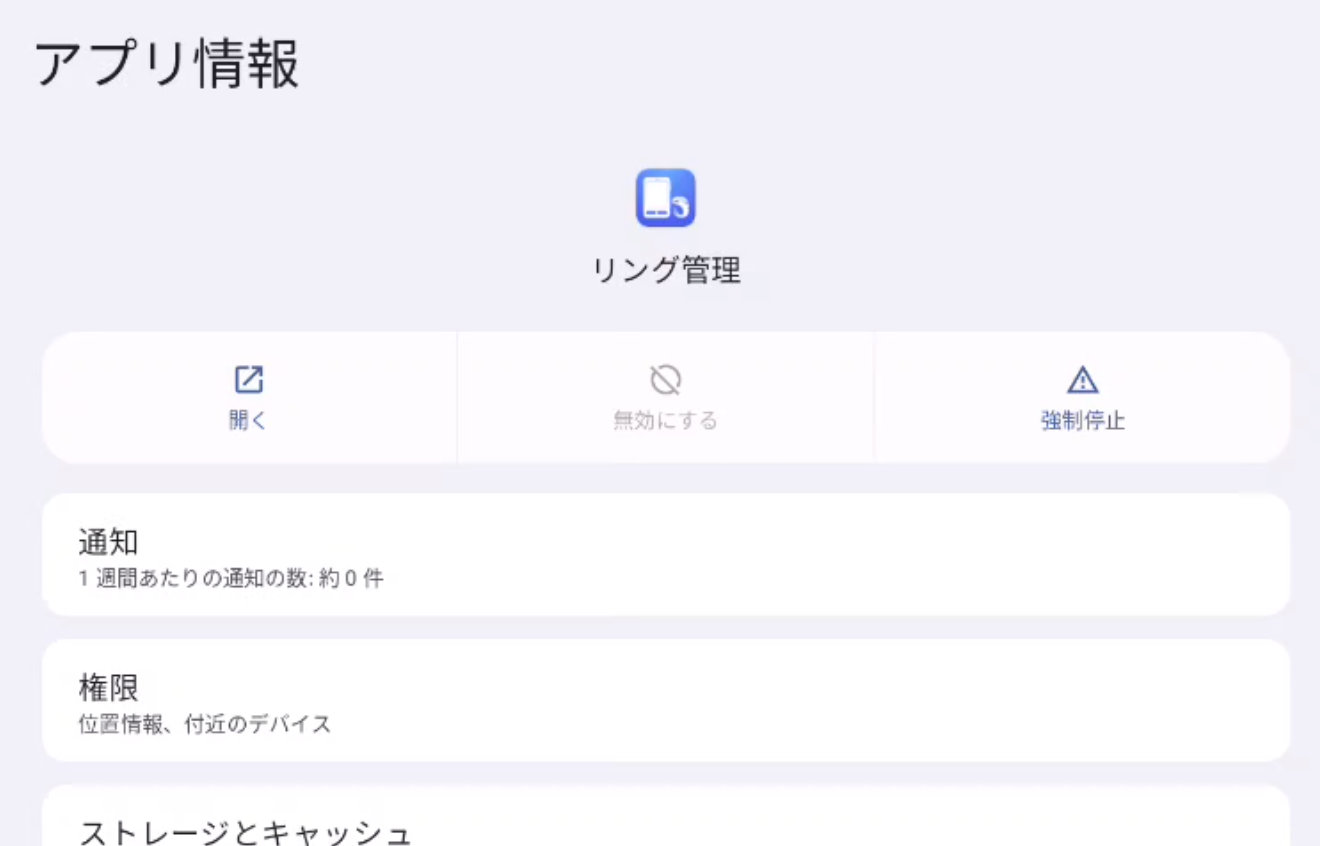 アプリ情報
リング管理
開く
無効にする
強制停止
通知
1 週間あたりの通知の数: 約 0 件
権限
位置情報、付近のデバイス
ストレージとキャッシュ